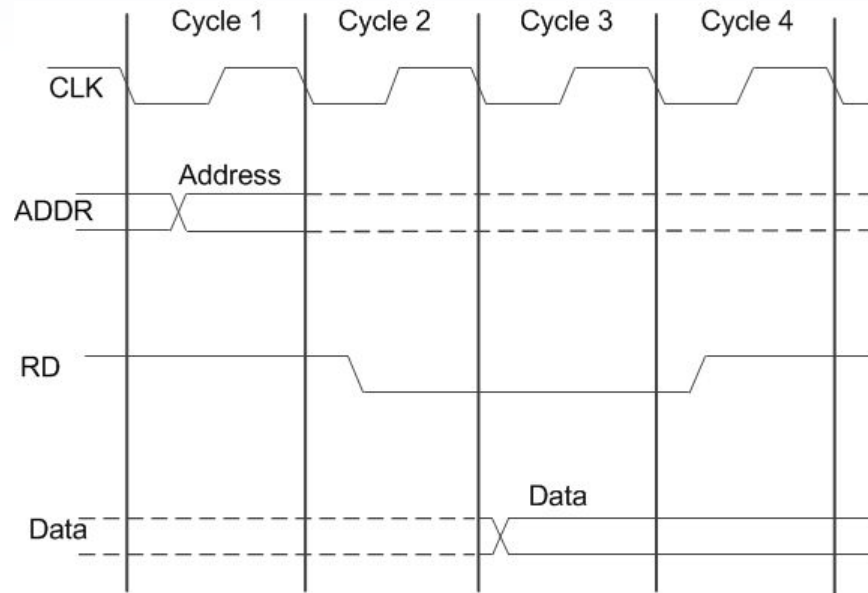 Cycle 1 Cycle 2 Cycle 3 Cycle 4
CLK
Address
ADDR
RD
Data
Data